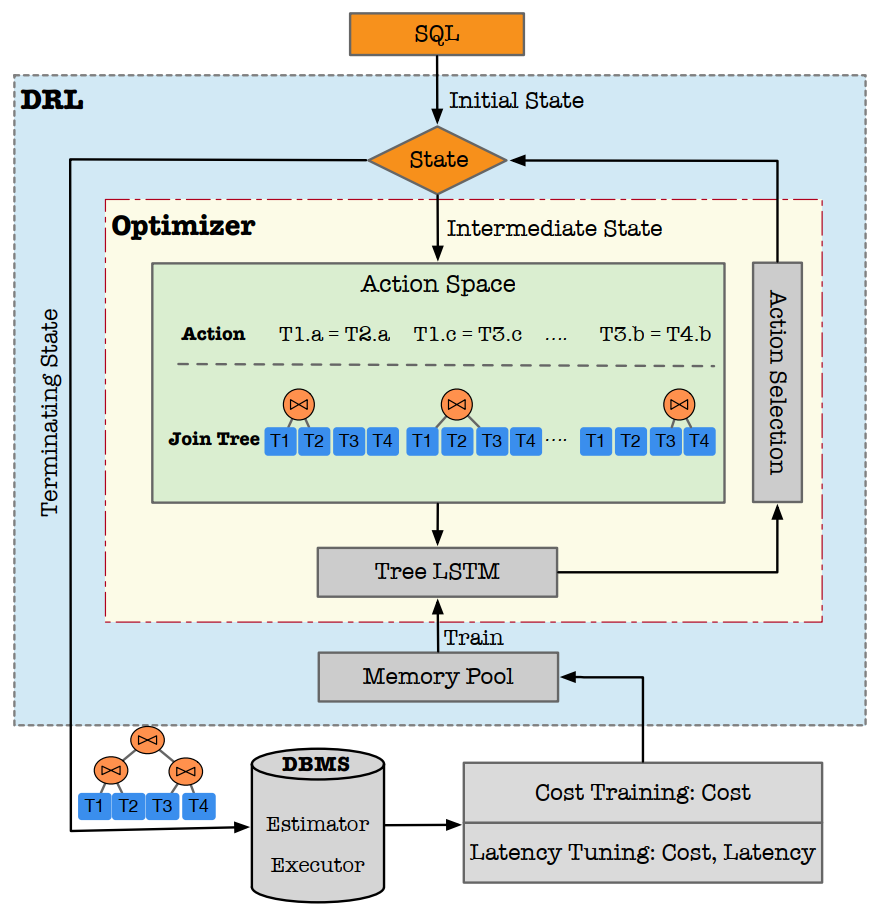 SQL
DRL
Initial State
State
Optimizer
Intermediate State
Action Space
Action T1.a = T2.a T1.c = T3.c .... T3.b = T4.b
Join Tree T1 T2 T3 T4 T1 T2 T3 T4 .... T1 T2 T3 T4
Action Selection
Terminating State
Tree LSTM
Train
Memory Pool
T1 T2 T3 T4
DBMS
Estimator
Executor
Cost Training: Cost
Latency Tuning: Cost, Latency